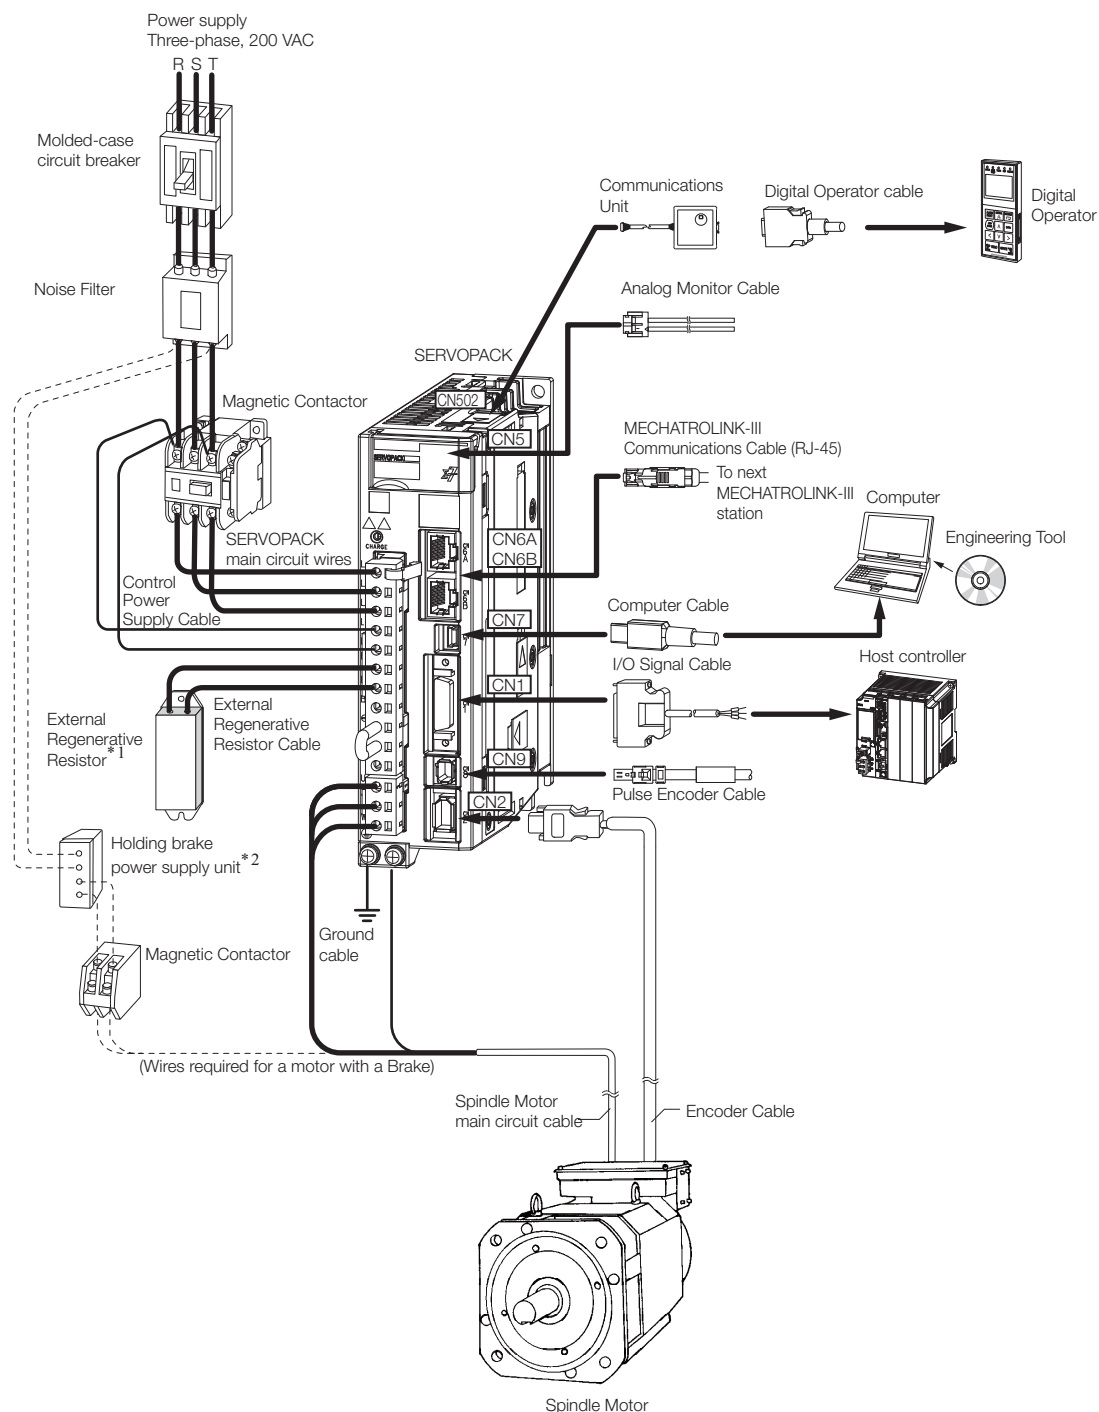 Power supply
Three-phase, 200 VAC
R S T
Molded-case
circuit breaker
Noise Filter
Communications
Unit
Digital Operator cable
Digital
Operator
Analog Monitor Cable
SERVOPACK
CN502
Magnetic Contactor
CN5
SERVOPACK
MECHATROLINK-III
Communications Cable (RJ-45)
To next
MECHATROLINK-III
station
Computer
Engineering Tool
CHARGE
CN6A
CN6B
SERVOPACK
main circuit wires
Control
Power
Supply Cable
CN7
Computer Cable
I/O Signal Cable
Host controller
CN1
External
Regenerative
Resistor*1
External
Regenerative
Resistor Cable
CN9
Pulse Encoder Cable
CN2
Holding brake
power supply unit*2
Ground
cable
Magnetic Contactor
(Wires required for a motor with a Brake)
Spindle Motor
main circuit cable
Encoder Cable
Spindle Motor